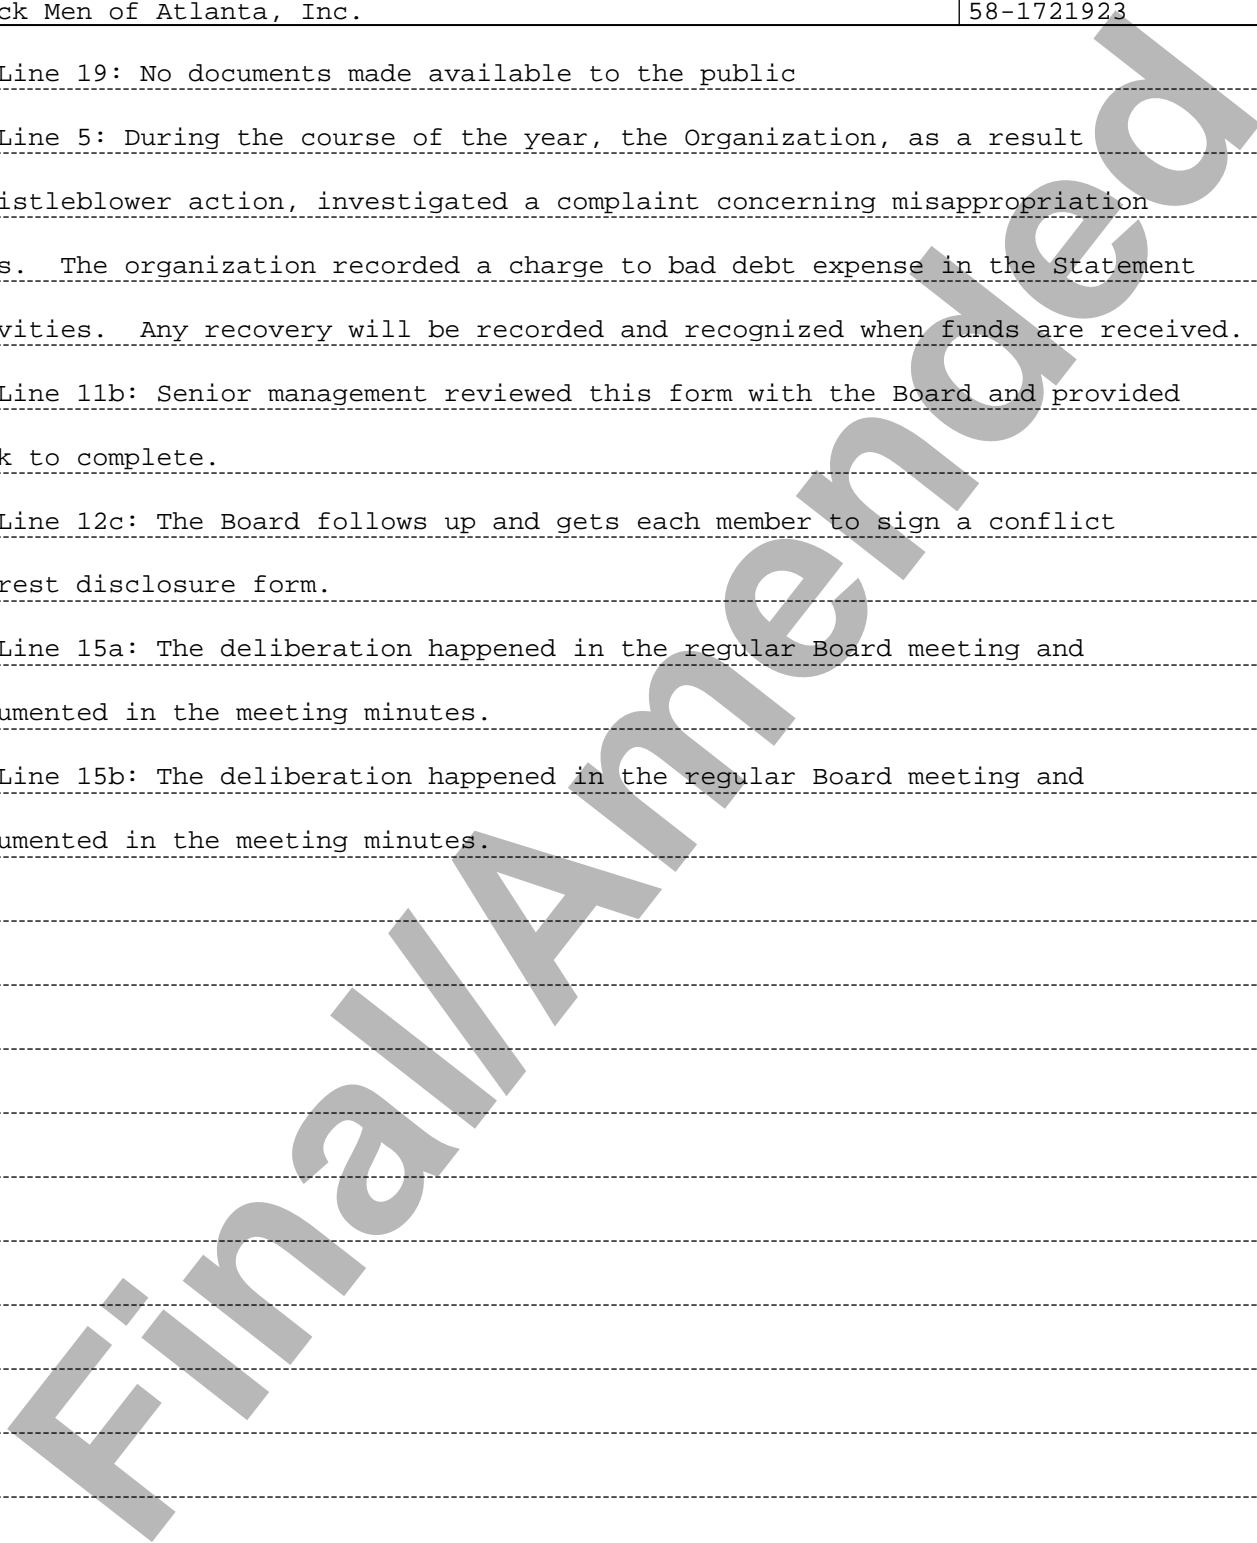 ck Men of Atlanta, Inc. 58-1721923
Line 19: No documents made available to the public
Line 5: During the course of the year, the Organization, as a result
istleblower action, investigated a complaint concerning misappropriation
s. The organization recorded a charge to bad debt expense in the Statement
vities. Any recovery will be recorded and recognized when funds are received.
Line 11b: Senior management reviewed this form with the Board and provided
k to complete.
Line 12c: The Board follows up and gets each member to sign a conflict
rest disclosure form.
Line 15a: The deliberation happened in the regular Board meeting and
umented in the meeting minutes.
Line 15b: The deliberation happened in the regular Board meeting and
umented in the meeting minutes.
Final/Amended